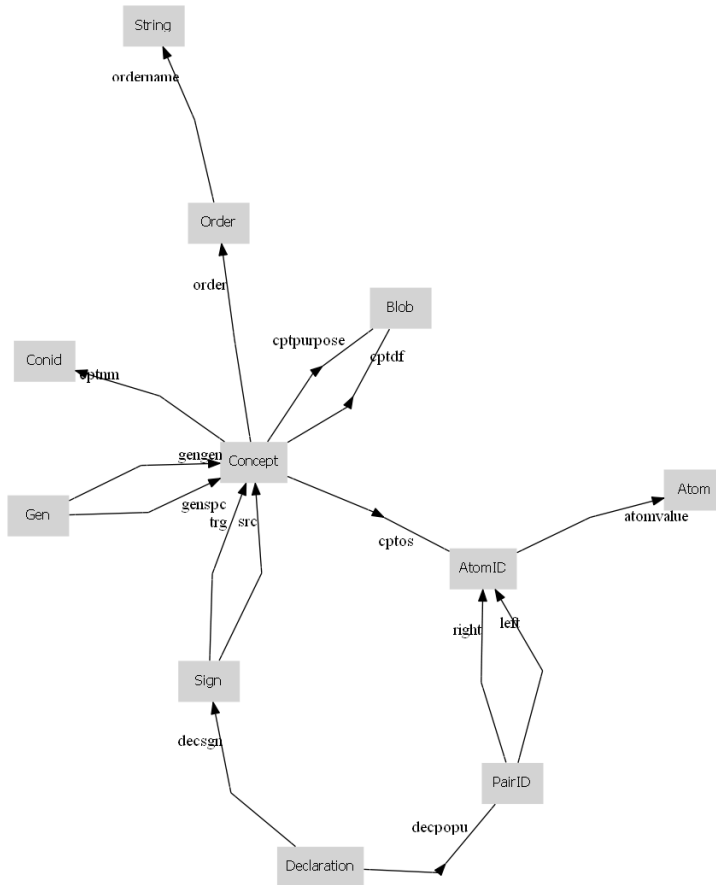 String
ordername
Order
order
Blob
cptpurpose
cptdf
Conid
cptnm
gengen
Concept
Gen
genspc
trg
src
cptos
Atom
atomvalue
AtomID
right
left
Sign
decsgn
PairID
decpopu
Declaration